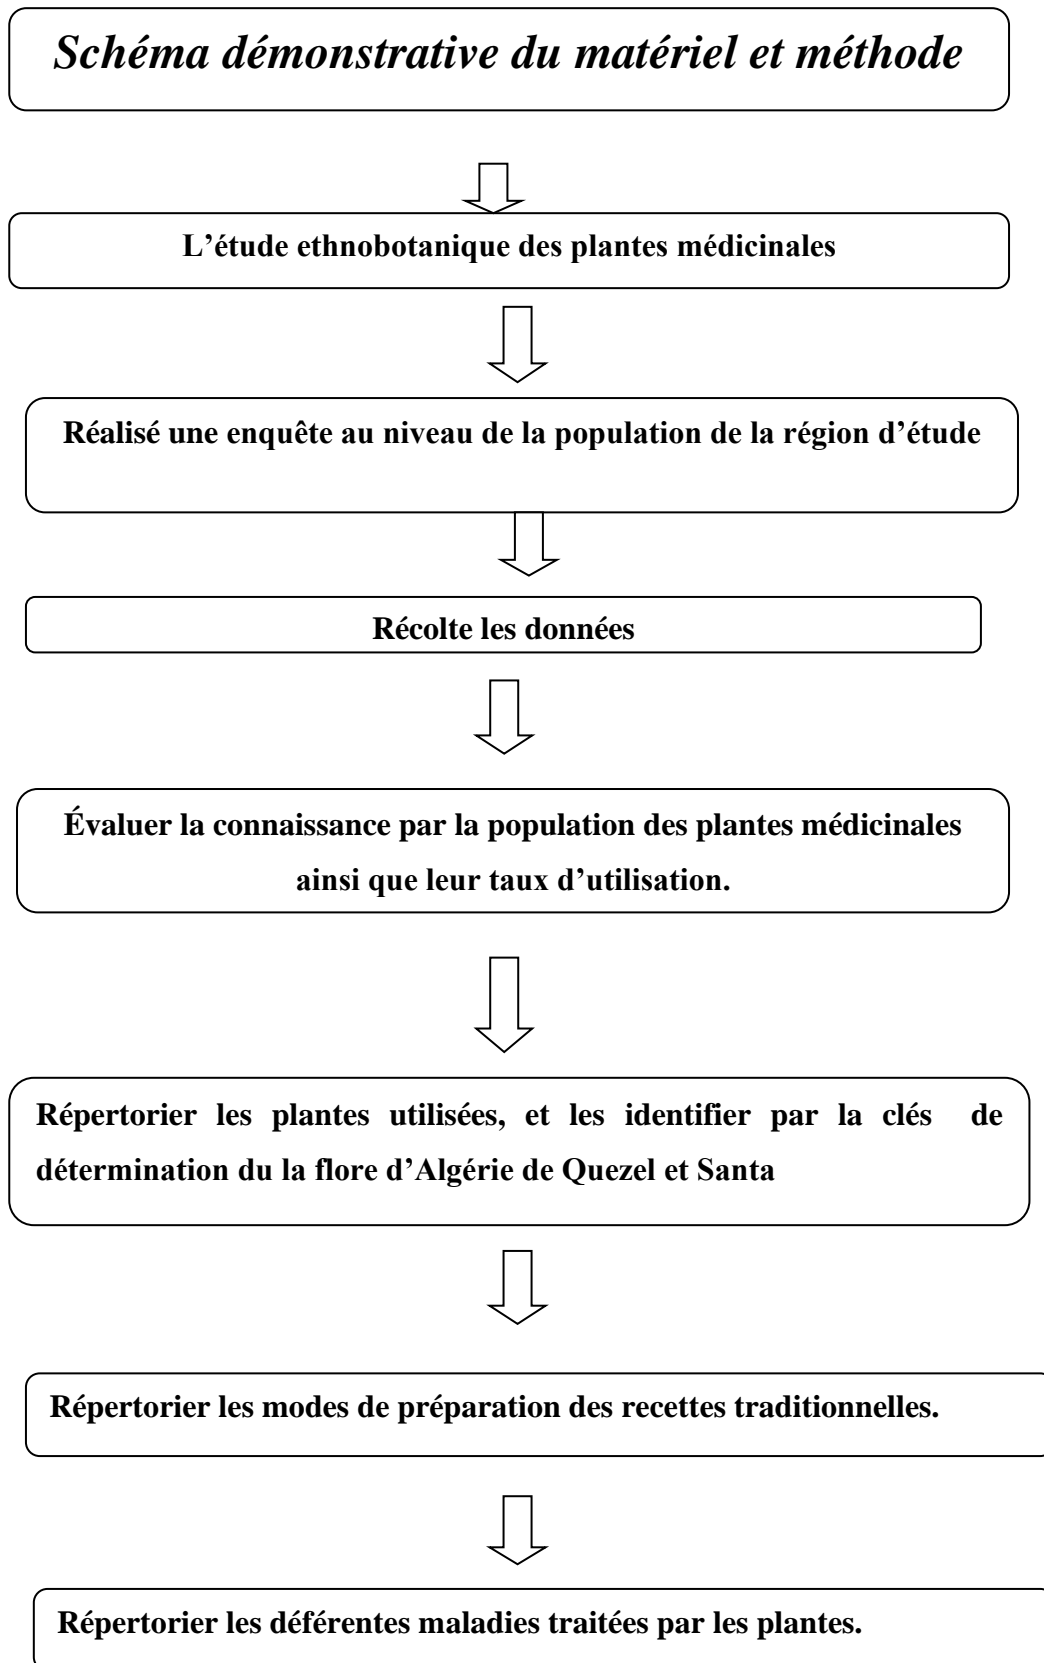 Schéma démonstrative du matériel et méthode
L’étude ethnobotanique des plantes médicinales
Réalisé une enquête au niveau de la population de la région d’étude
Récolte les données
Évaluer la connaissance par la population des plantes médicinales
ainsi que leur taux d’utilisation.
Répertorier les plantes utilisées, et les identifier par la clés de
détermination du la flore d’Algérie de Quezel et Santa
Répertorier les modes de préparation des recettes traditionnelles.
Répertorier les déférentes maladies traitées par les plantes.